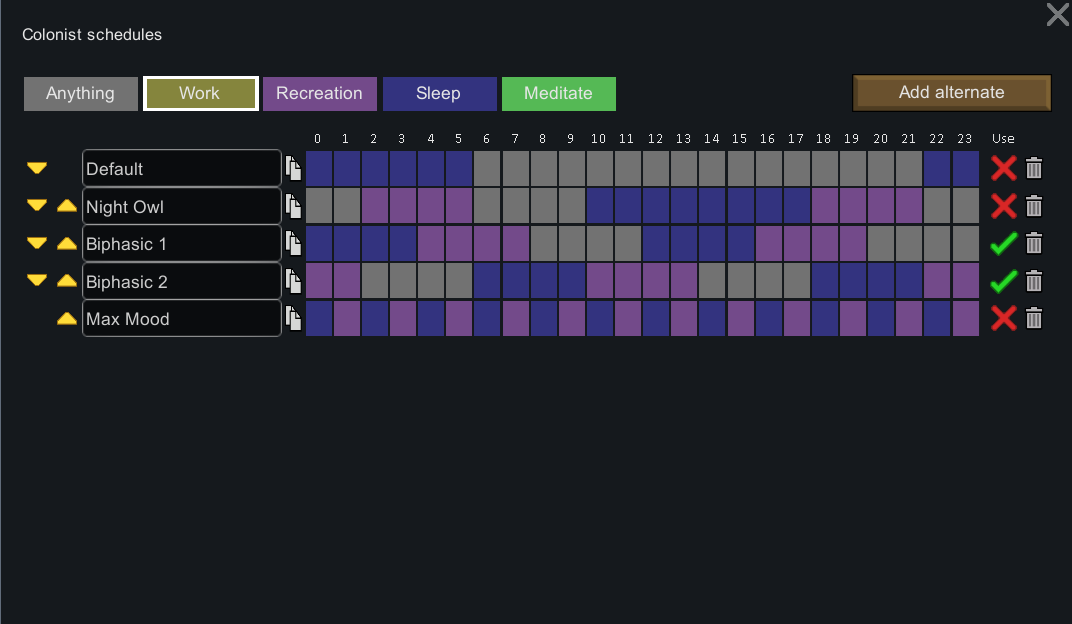 Colonist schedules
Anything Work Recreation Sleep Meditate Add alternate
0 1 2 3 4 5 6 7 8 9 10 11 12 13 14 15 16 17 18 19 20 21 22 23 Use
Default
Night Owl
Biphasic 1
Biphasic 2
Max Mood